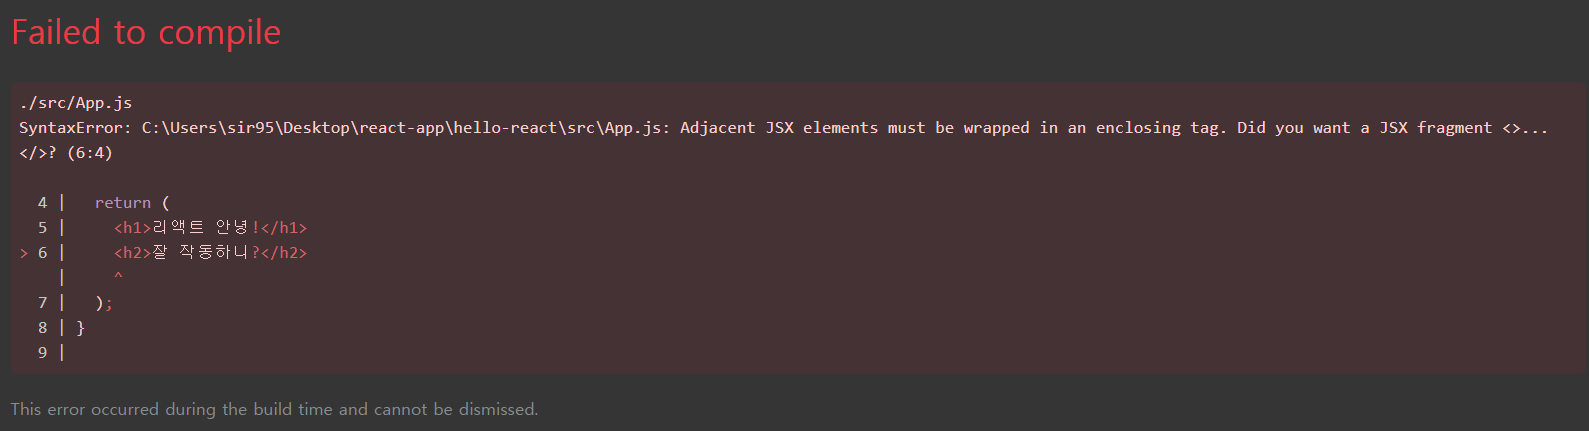 Failed to compile
./src/App.js
SyntaxError: C:\Users\sir95\Desktop\react-app\hello-react\src\App.js: Adjacent JSX elements must be wrapped in an enclosing tag. Did you want a JSX fragment <>...
</>? (6:4)
  4 |   return (
  5 |     <h1>리액트 안녕!</h1>
> 6 |     <h2>잘 작동하니?</h2>
    |     ^
  7 |   );
  8 | }
  9 |
This error occurred during the build time and cannot be dismissed.